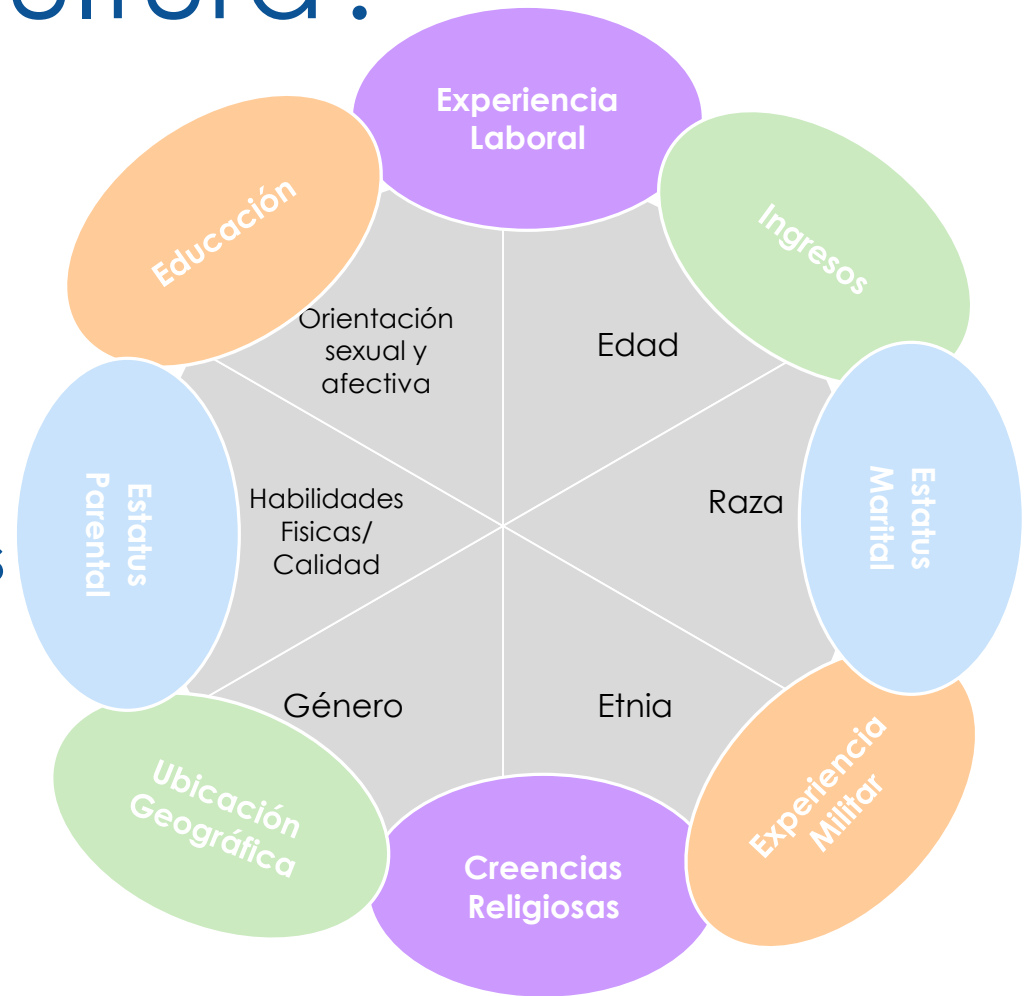 Experiencia
Laboral
Educación
Ingresos
Orientación
sexual y
afectiva
Edad
Estatus
Parental
Habilidades
Fisicas/
Calidad
Raza
Estatus
Marital
Género
Etnia
Ubicación
Geográfica
Experiencia
Militar
Creencias
Religiosas